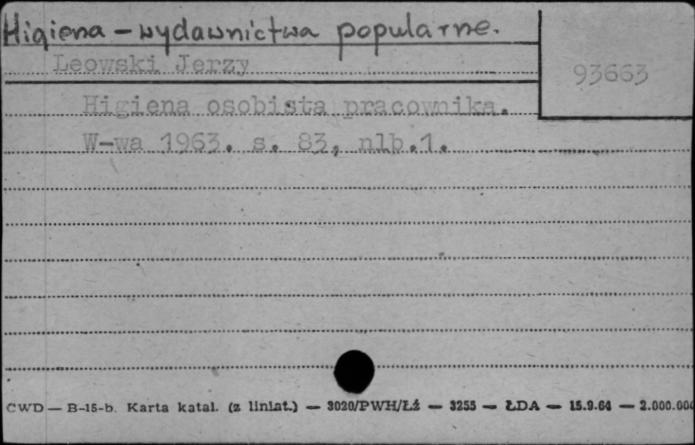 Higiena – wydawnictwa popularne.
Leowski Jerzy
93663
Higiena osobista pracownika.
W-wa 1963. s. 83, nlb.1.
CWD — B-15-b. Karta katal. (z liniat.) — 3020/PWH/Łź — 3255 — ŁDA — 15.9.64 — 2.000.000